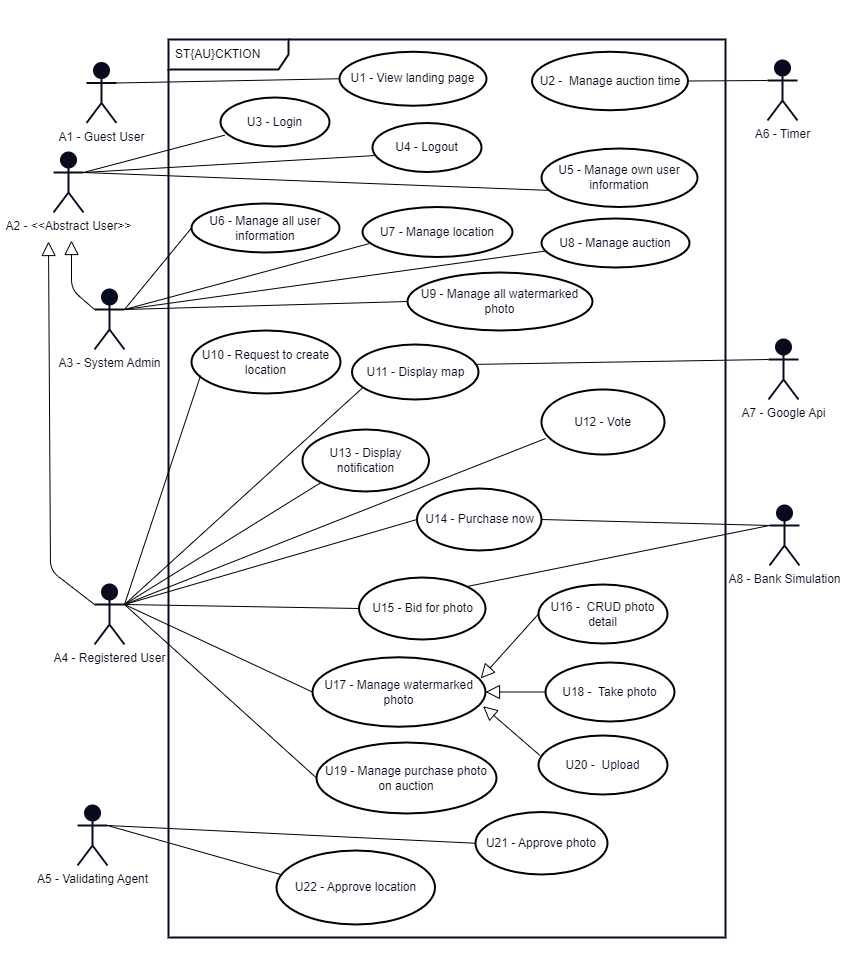 ST{AU}CKTION
U1 - View landing page
U2 -  Manage auction time
A1 - Guest User
A6 - Timer
U3 - Login
U4 - Logout
U5 - Manage own user
information
A2 - <<Abstract User>>
U6 - Manage all user
information
U7 - Manage location
U8 - Manage auction
U9 - Manage all watermarked
photo
A3 - System Admin
U10 - Request to create
location
U11 - Display map
A7 - Google Api
U12 - Vote
U13 - Display
notification
U14 - Purchase now
A8 - Bank Simulation
U15 - Bid for photo
U16 -  CRUD photo
detail
A4 - Registered User
U17 - Manage watermarked
photo
U18 -  Take photo
U19 - Manage purchase photo
on auction
U20 -  Upload
U21 - Approve photo
A5 - Validating Agent
U22 - Approve location